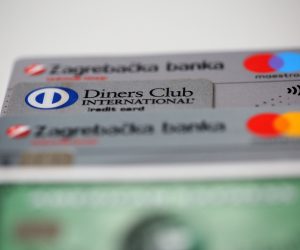 Zagrebačka banka
maestro
Diners Club
INTERNATIONAL®
credit card
Zagrebačka banka